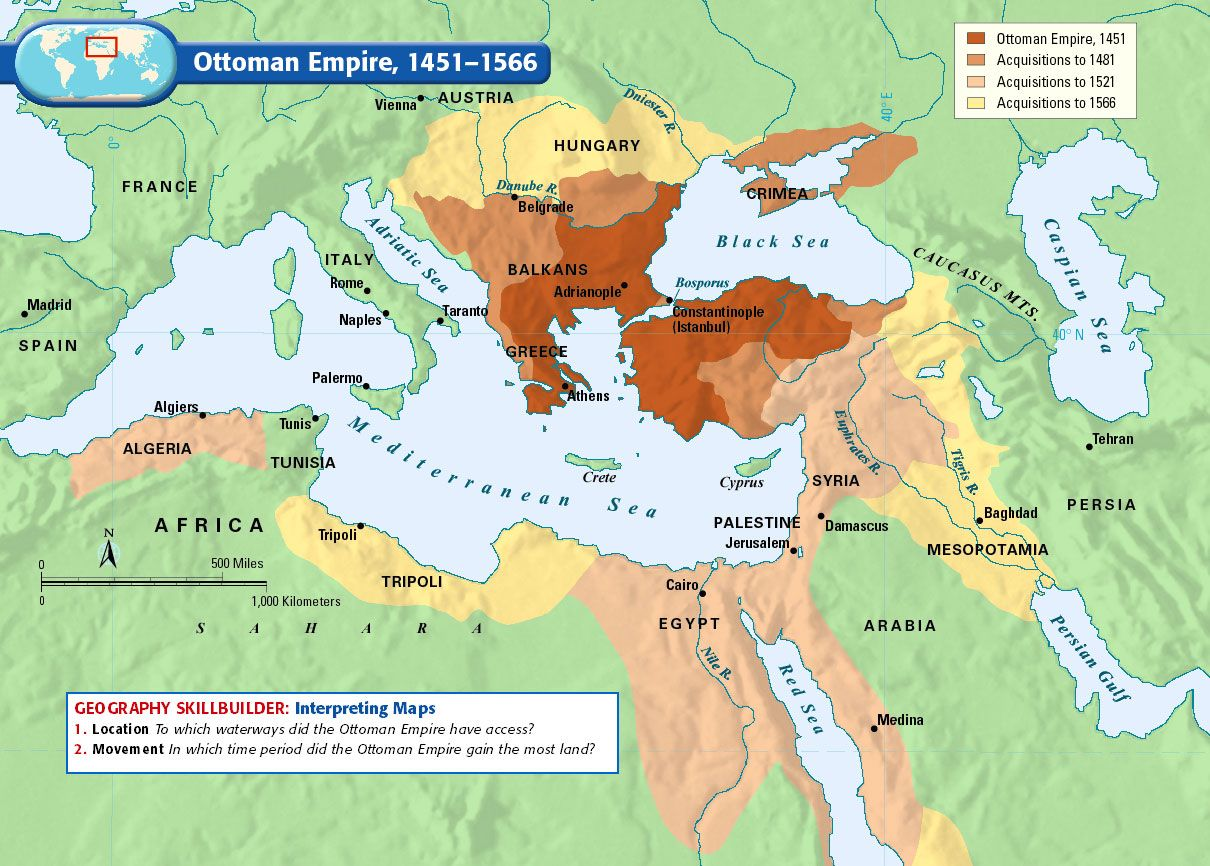 Ottoman Empire, 1451–1566
Ottoman Empire, 1451
Acquisitions to 1481
Acquisitions to 1521
Acquisitions to 1566
0°
40° E
40° N
Vienna
AUSTRIA
Dniester R.
HUNGARY
FRANCE
Danube R.
Belgrade
CRIMEA
Adriatic Sea
Black Sea
Caspian Sea
CAUCASUS MTS.
ITALY
Rome
BALKANS
Adrianople
Bosporus
Constantinople
(Istanbul)
Madrid
SPAIN
Naples
Taranto
GREECE
Palermo
Athens
Algiers
Tunis
ALGERIA
TUNISIA
Mediterranean Sea
Crete
Cyprus
Euphrates R.
Tigris R.
Tehran
SYRIA
PERSIA
AFRICA
Tripoli
PALESTINE
Damascus
Baghdad
Jerusalem
MESOPOTAMIA
N
0
500 Miles
0
1,000 Kilometers
TRIPOLI
Cairo
EGYPT
ARABIA
SAHARA
Nile R.
Red Sea
Persian Gulf
Medina
GEOGRAPHY SKILLBUILDER: Interpreting Maps
1. Location To which waterways did the Ottoman Empire have access?
2. Movement In which time period did the Ottoman Empire gain the most land?